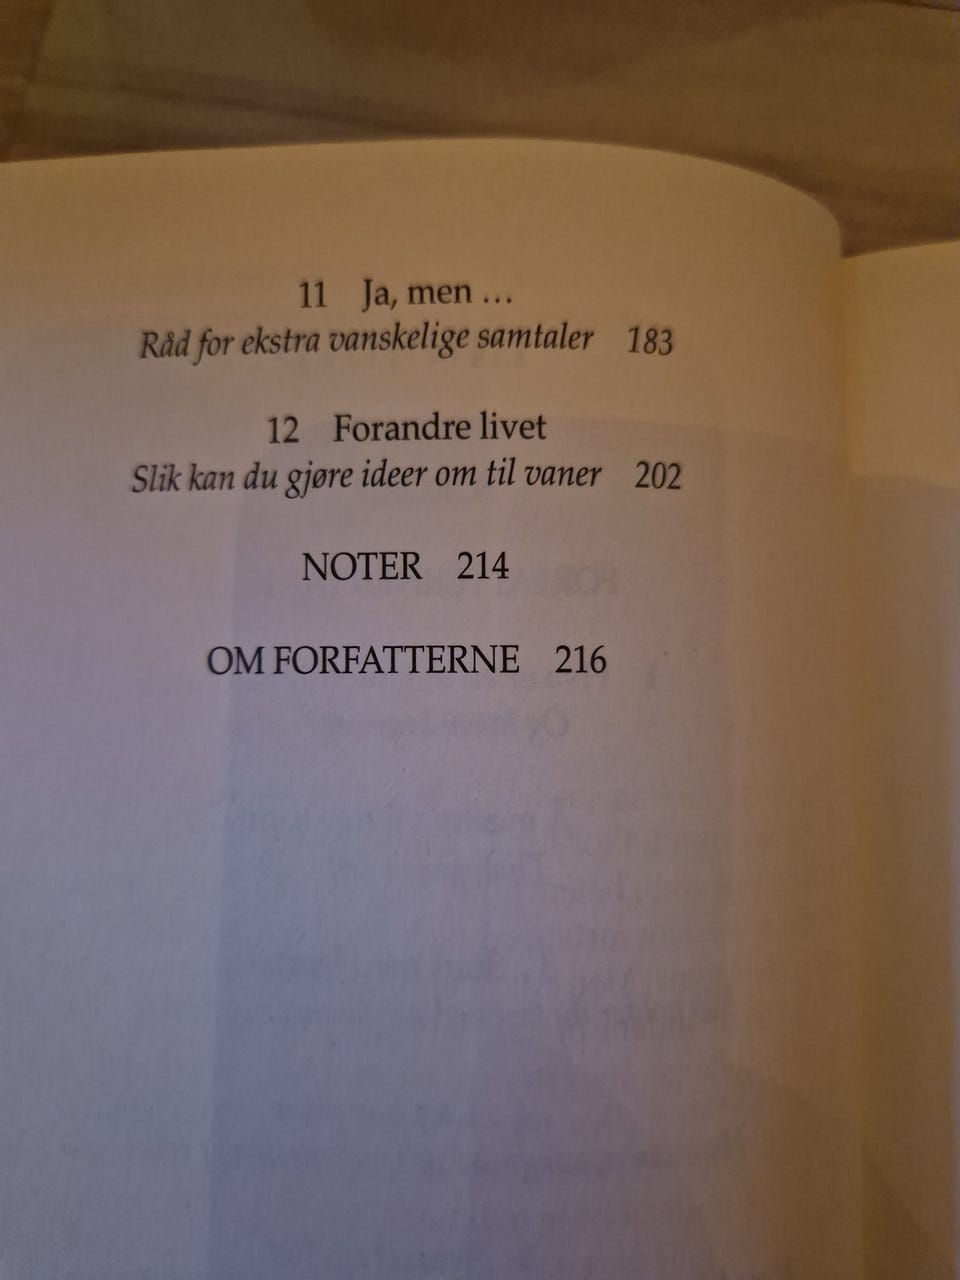 11 Ja, men ...
Råd for ekstra vanskelige samtaler 183
12 Forandre livet
Slik kan du gjøre ideer om til vaner 202
NOTER 214
OM FORFATTERNE 216